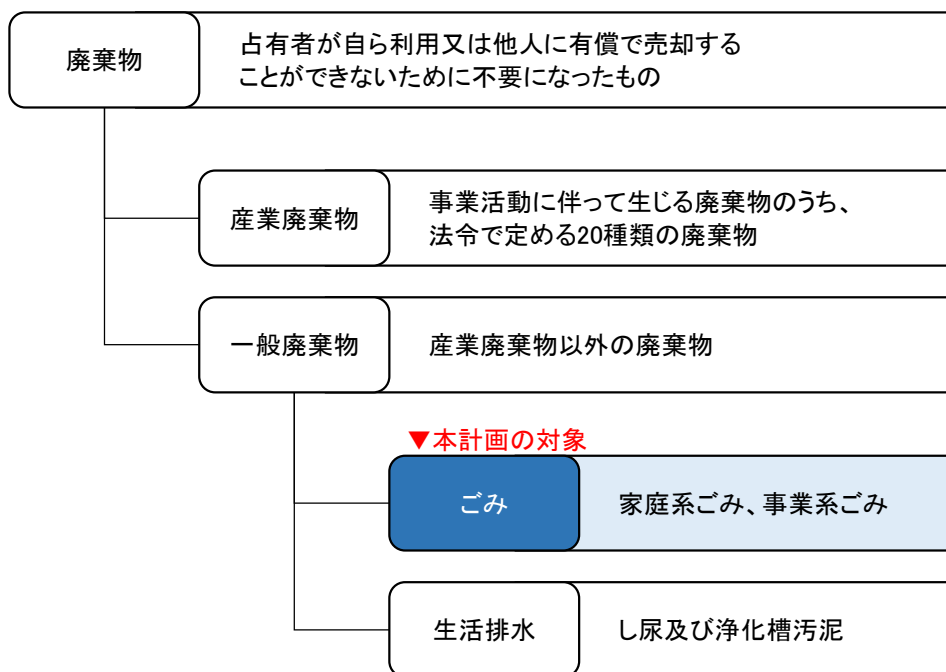 廃棄物
占有者が自ら利用又は他人に有償で売却する
ことができないために不要になったもの
産業廃棄物
事業活動に伴って生じる廃棄物のうち、
法令で定める20種類の廃棄物
一般廃棄物
産業廃棄物以外の廃棄物
▼本計画の対象
ごみ
家庭系ごみ、事業系ごみ
生活排水
し尿及び浄化槽汚泥